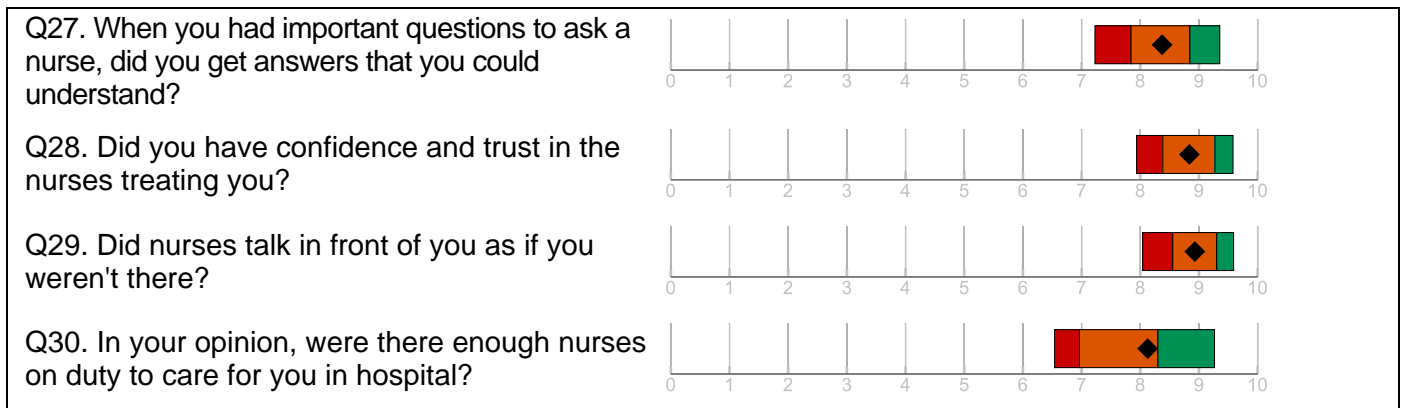 Q27. When you had important questions to ask a
nurse, did you get answers that you could
understand?
0 1 2 3 4 5 6 7 8 9 10
Q28. Did you have confidence and trust in the
nurses treating you?
0 1 2 3 4 5 6 7 8 9 10
Q29. Did nurses talk in front of you as if you
weren't there?
0 1 2 3 4 5 6 7 8 9 10
Q30. In your opinion, were there enough nurses
on duty to care for you in hospital?
0 1 2 3 4 5 6 7 8 9 10